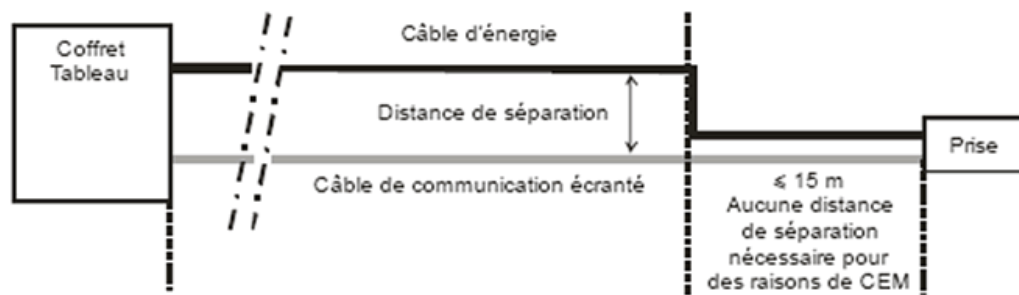 Coffret
Tableau
Câble d'énergie
Distance de séparation
Câble de communication écranté
Prise
⩽ 15 m
Aucune distance
de séparation
nécessaire pour
des raisons de CEM